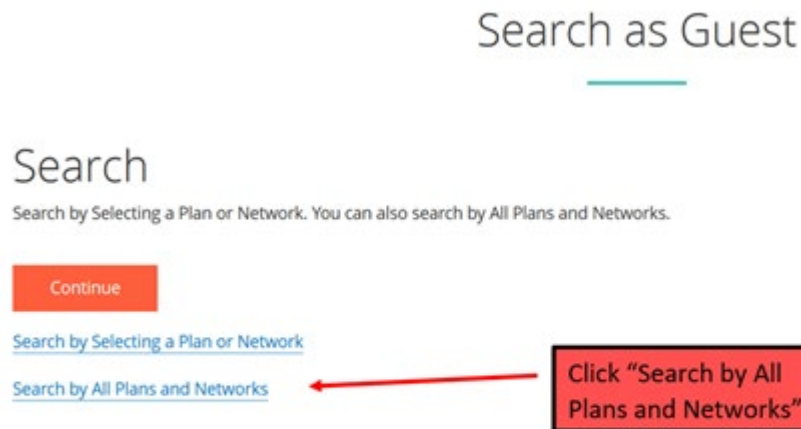 Search as Guest
Search
Search by Selecting a Plan or Network. You can also search by All Plans and Networks.
Continue
Search by Selecting a Plan or Network
Search by All Plans and Networks
Click “Search by All
Plans and Networks”